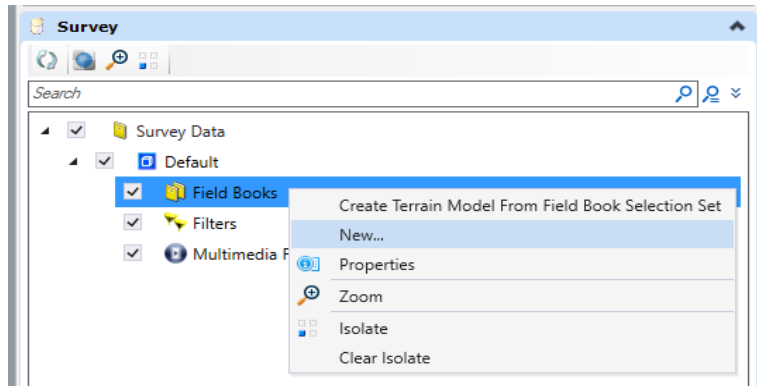 Survey
Search
Survey Data
Default
Field Books
Create Terrain Model From Field Book Selection Set
New...
Filters
Multimedia
Properties
Zoom
Isolate
Clear Isolate